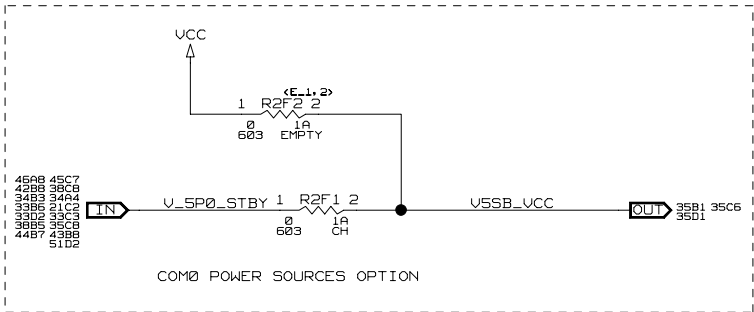 VCC
<E_1,2>
1 R2F2 2
0 1A
603 EMPTY
46A8 45C7
42B8 38C8
34B3 34A4
33B6 21C2
33D2 33C3
38B5 35C8
44B7 43B8
51D2
IN
V_5P0_STBY 1 R2F1 2
0 1A
603 CH
V5SB_VCC
OUT
35B1 35C6
35D1
COM0 POWER SOURCES OPTION